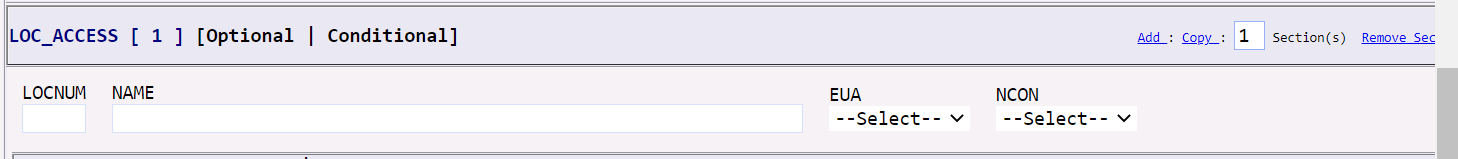 LOC_ACCESS [ 1 ] [Optional | Conditional] Add : Copy : 1 Section(s) Remove Sec
LOCNUM NAME EUA NCON
--Select-- --Select--